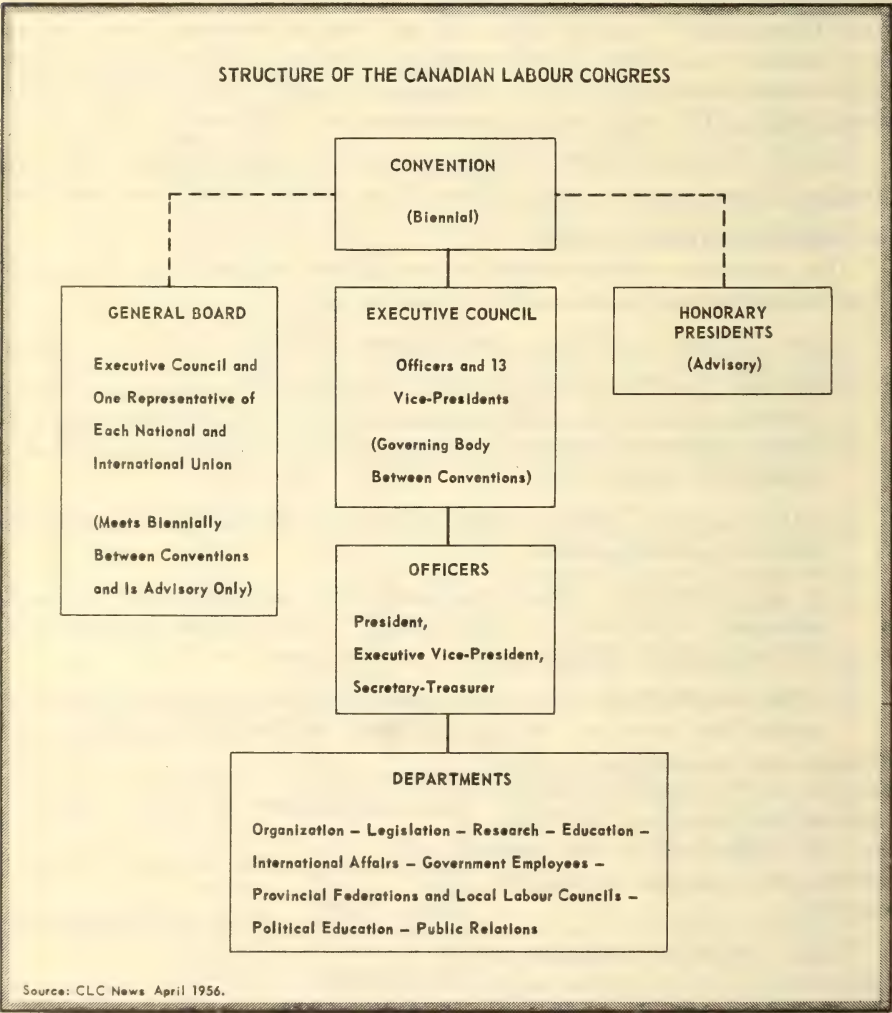 STRUCTURE OF THE CANADIAN LABOUR CONGRESS
CONVENTION
(Biennial)
GENERAL BOARD
Executive Council and
One Representative of
Each National and
International Union
(Meets Biennially
Between Conventions
and Is Advisory Only)
EXECUTIVE COUNCIL
Officers and 13
Vice-Presidents
(Governing Body
Between Conventions)
HONORARY
PRESIDENTS
(Advisory)
OFFICERS
President,
Executive Vice-President,
Secretary-Treasurer
DEPARTMENTS
Organization – Legislation – Research – Education –
International Affairs – Government Employees –
Provincial Federations and Local Labour Councils –
Political Education – Public Relations
Source: CLC News April 1956.